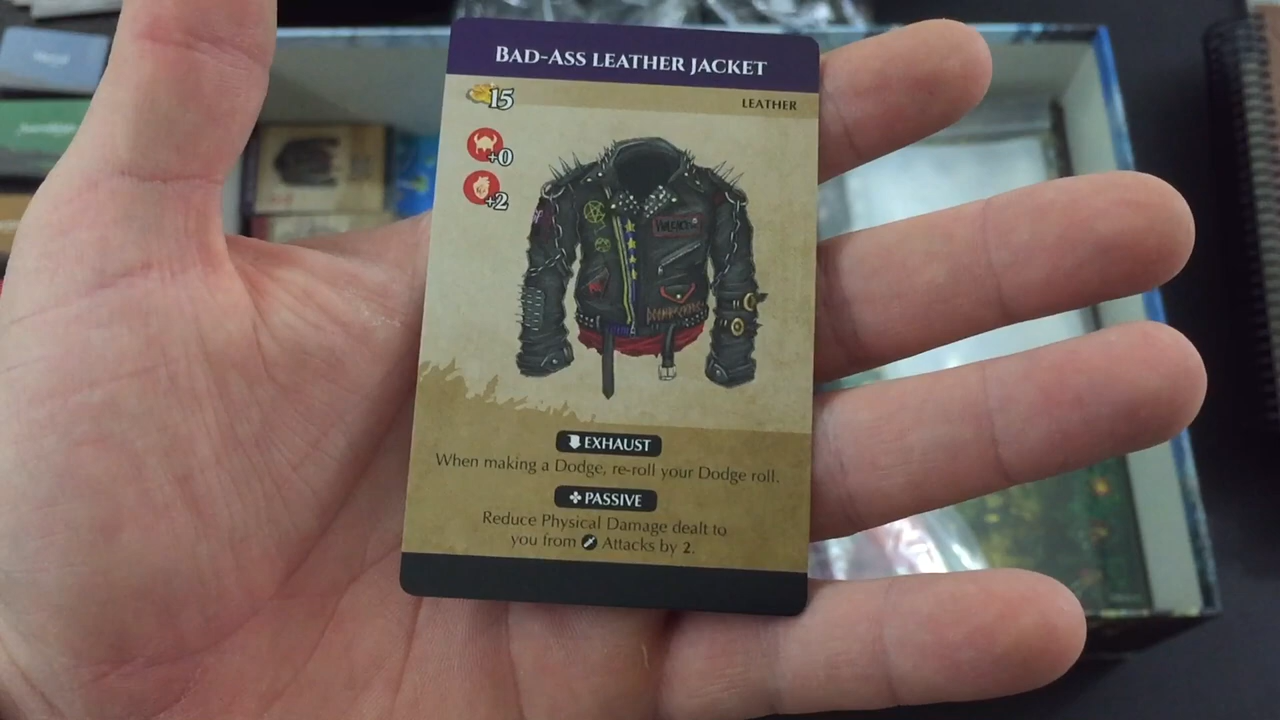 BAD-ASS LEATHER JACKET
15
LEATHER
+0
+2
EXHAUST
When making a Dodge, re-roll your Dodge roll.
PASSIVE
Reduce Physical Damage dealt to
you from Attacks by 2.